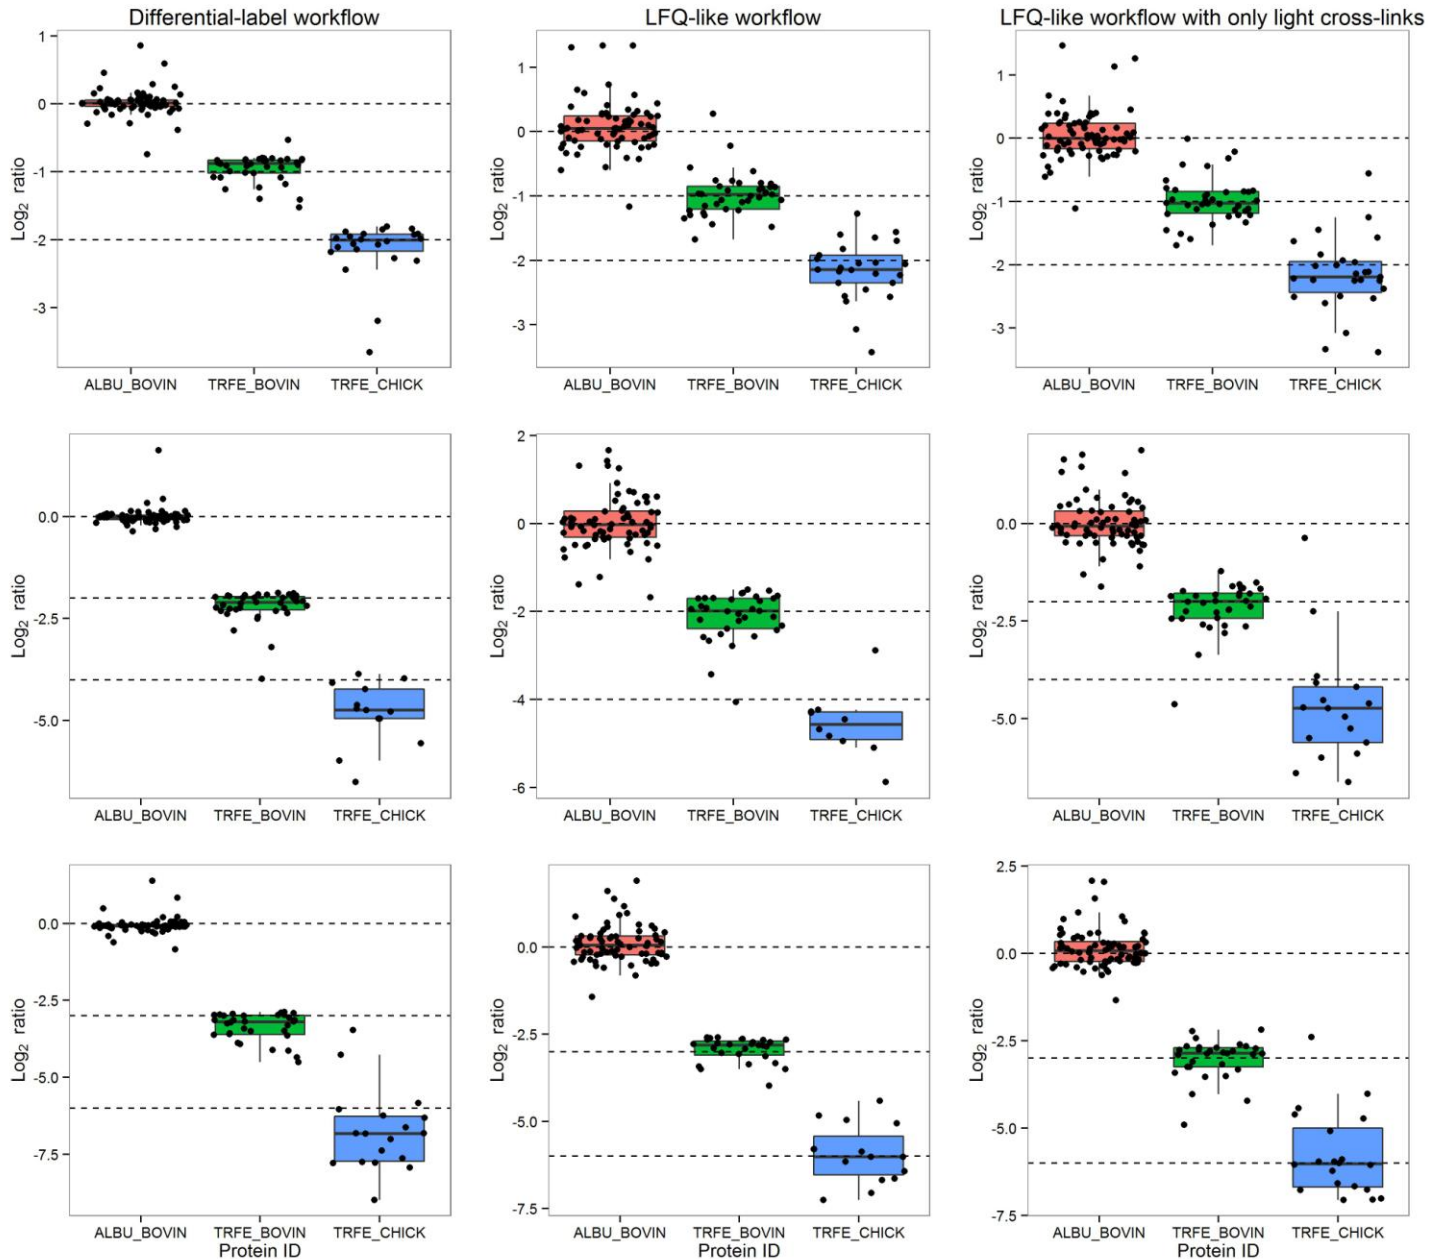 Differential-label workflow
LFQ-like workflow
LFQ-like workflow with only light cross-links
Log2 ratio
1
0
-1
-2
-3
ALBU_BOVIN
TRFE_BOVIN
TRFE_CHICK
Log2 ratio
1
0
-1
-2
-3
ALBU_BOVIN
TRFE_BOVIN
TRFE_CHICK
Log2 ratio
1
0
-1
-2
-3
ALBU_BOVIN
TRFE_BOVIN
TRFE_CHICK
Log2 ratio
0.0
-2.5
-5.0
ALBU_BOVIN
TRFE_BOVIN
TRFE_CHICK
Log2 ratio
2
0
-2
-4
-6
ALBU_BOVIN
TRFE_BOVIN
TRFE_CHICK
Log2 ratio
0.0
-2.5
-5.0
ALBU_BOVIN
TRFE_BOVIN
TRFE_CHICK
Log2 ratio
0.0
-2.5
-5.0
-7.5
ALBU_BOVIN
TRFE_BOVIN
TRFE_CHICK
Protein ID
Log2 ratio
0.0
-2.5
-5.0
-7.5
ALBU_BOVIN
TRFE_BOVIN
TRFE_CHICK
Protein ID
Log2 ratio
2.5
0.0
-2.5
-5.0
-7.5
ALBU_BOVIN
TRFE_BOVIN
TRFE_CHICK
Protein ID